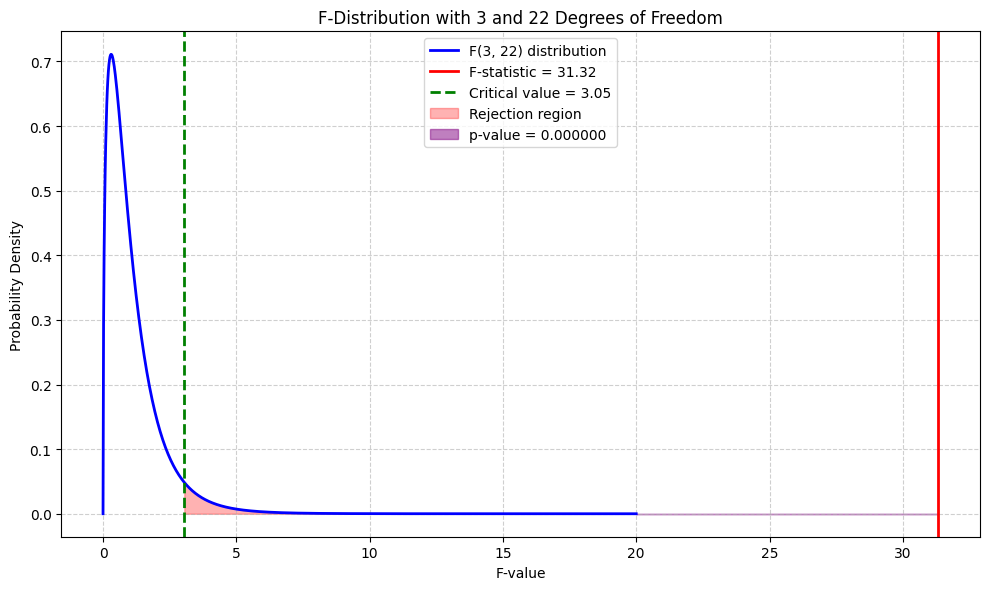 F-Distribution with 3 and 22 Degrees of Freedom
F(3, 22) distribution
F-statistic = 31.32
Critical value = 3.05
Rejection region
p-value = 0.000000
Probability Density
0.7
0.6
0.5
0.4
0.3
0.2
0.1
0.0
0 5 10 15 20 25 30
F-value